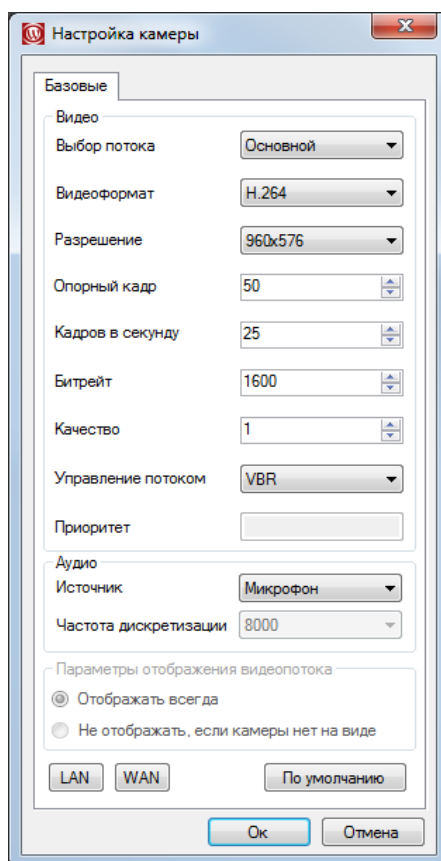 Настройка камеры
Базовые
Видео
Выбор потока Основной
Видеоформат H.264
Разрешение 960x576
Опорный кадр 50
Кадров в секунду 25
Битрейт 1600
Качество 1
Управление потоком VBR
Приоритет
Аудио
Источник Микрофон
Частота дискретизации 8000
Параметры отображения видеопотока
Отображать всегда
Не отображать, если камеры нет на виде
LAN WAN По умолчанию
Ок Отмена